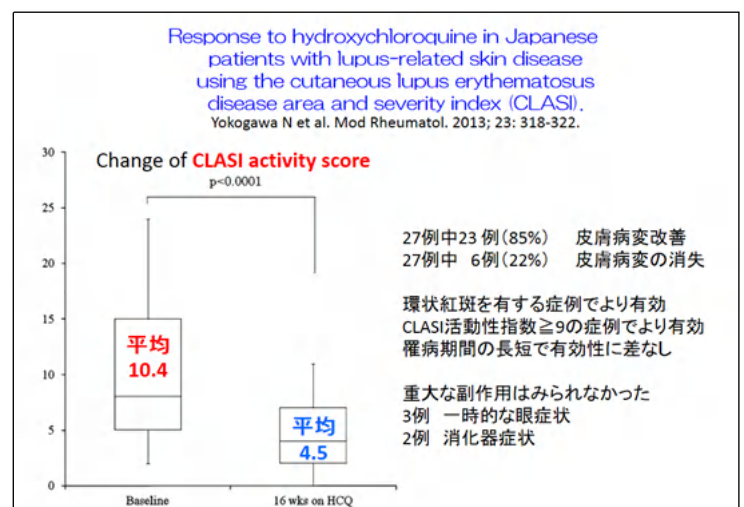 Response to hydroxychloroquine in Japanese
patients with lupus-related skin disease
using the cutaneous lupus erythematosus
disease area and severity index (CLASI).
Yokogawa N et al. Mod Rheumatol. 2013; 23: 318-322.
Change of CLASI activity score
p<0.0001
30
25
20
15
10
5
0
平均
10.4
平均
4.5
Baseline
16 wks on HCQ
27例中23 例(85%) 皮膚病変改善
27例中 6例(22%) 皮膚病変の消失
環状紅斑を有する症例でより有効
CLASI活動性指数≧9の症例でより有効
罹病期間の長短で有効性に差なし
重大な副作用はみられなかった
3例 一時的な眼症状
2例 消化器症状